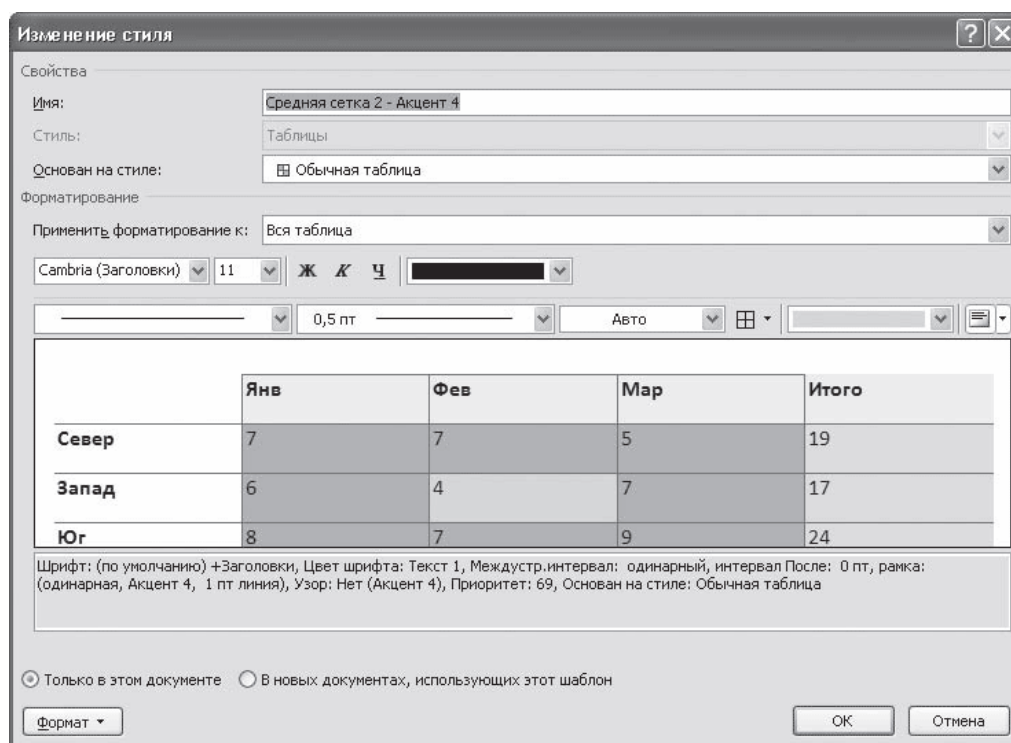 Изменение стиля
Свойства
Имя: Средняя сетка 2 - Акцент 4
Стиль: Таблицы
Основан на стиле: Обычная таблица
Форматирование
Применить форматирование к: Вся таблица
Cambria (Заголовки) 11 Ж К Ч
0,5 пт Авто
Янв Фев Мар Итого
Север 7 7 5 19
Запад 6 4 7 17
Юг 8 7 9 24
Шрифт: (по умолчанию) +Заголовки, Цвет шрифта: Текст 1, Междустр.интервал: одинарный, интервал После: 0 пт, рамка:
(одинарная, Акцент 4, 1 пт линия), Узор: Нет (Акцент 4), Приоритет: 69, Основан на стиле: Обычная таблица
Только в этом документе В новых документах, использующих этот шаблон
Формат ОК Отмена